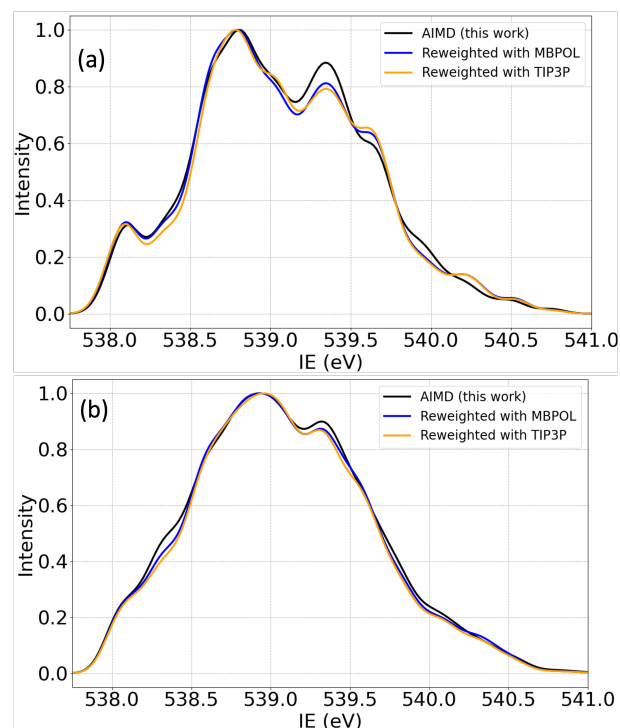 (a)
AIMD (this work)
Reweighted with MBPOL
Reweighted with TIP3P
1.0
0.8
0.6
0.4
0.2
0.0
Intensity
538.0 538.5 539.0 539.5 540.0 540.5 541.0
IE (eV)
(b)
AIMD (this work)
Reweighted with MBPOL
Reweighted with TIP3P
1.0
0.8
0.6
0.4
0.2
0.0
Intensity
538.0 538.5 539.0 539.5 540.0 540.5 541.0
IE (eV)